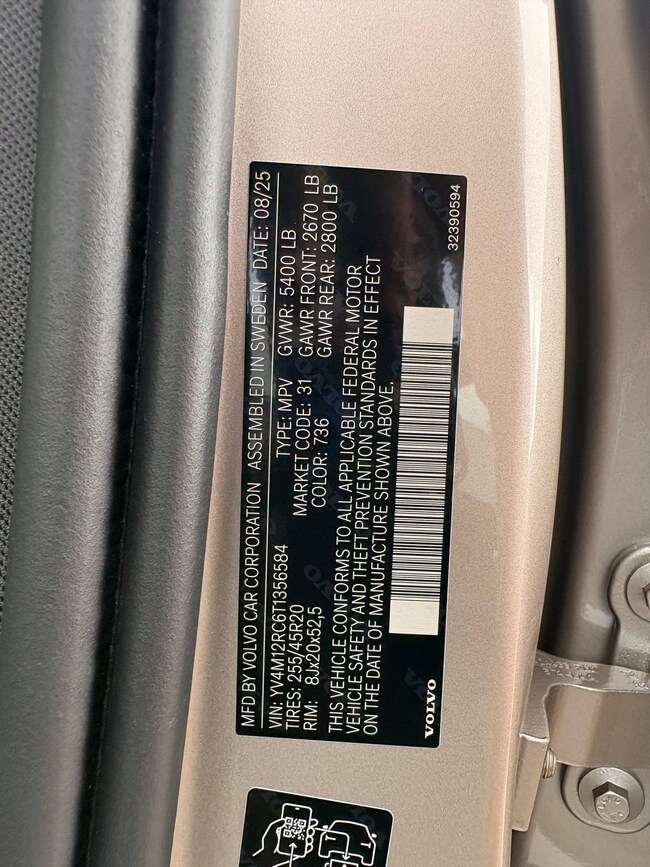 MFD BY VOLVO CAR CORPORATION ASSEMBLED IN SWEDEN DATE: 08/25
VIN: YV4M12RC6T1356584 TYPE: MPV GVWR: 5400 LB
TIRES: 255/45R20 MARKET CODE: 31 GAWR FRONT: 2670 LB
RIM: 8Jx20x52,5 COLOR: 736 GAWR REAR: 2800 LB
THIS VEHICLE CONFORMS TO ALL APPLICABLE FEDERAL MOTOR
VEHICLE SAFETY AND THEFT PREVENTION STANDARDS IN EFFECT
ON THE DATE OF MANUFACTURE SHOWN ABOVE.
VOLVO
32390594